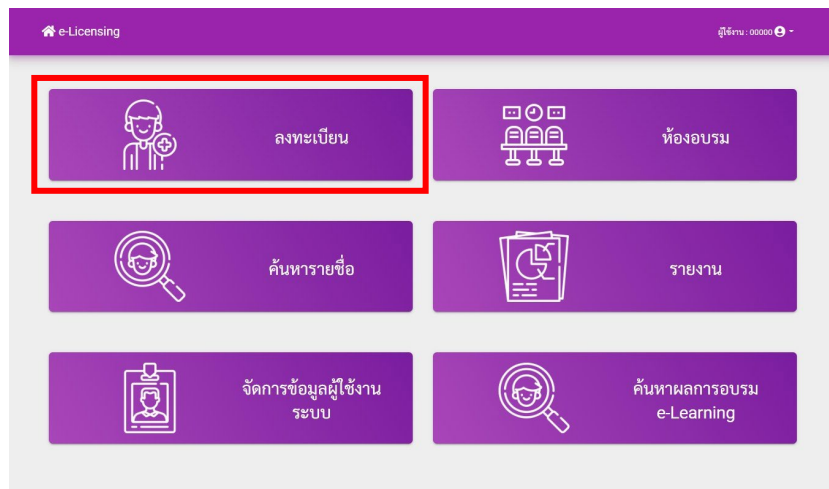 e-Licensing
ผู้ใช้งาน : 00000
ลงทะเบียน
ห้องอบรม
ค้นหารายชื่อ
รายงาน
จัดการข้อมูลผู้ใช้งาน
ระบบ
ค้นหาผลการอบรม
e-Learning